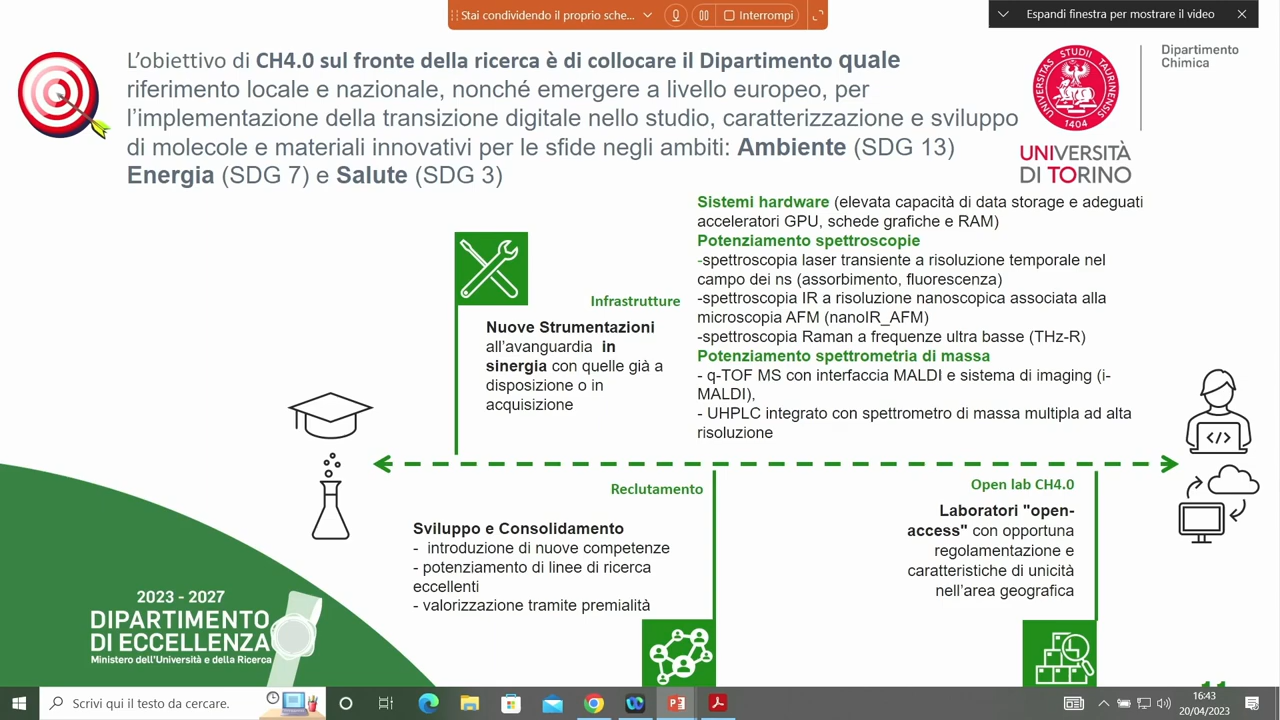 Stai condividendo il proprio sche...
Interrompi
Espandi finestra per mostrare il video
L'obiettivo di CH4.0 sul fronte della ricerca è di collocare il Dipartimento quale
riferimento locale e nazionale, nonché emergere a livello europeo, per
l'implementazione della transizione digitale nello studio, caratterizzazione e sviluppo
di molecole e materiali innovativi per le sfide negli ambiti: Ambiente (SDG 13)
Energia (SDG 7) e Salute (SDG 3)
UNIVERSITAS STUDII TAURINENSIS
1404
Dipartimento
Chimica
UNIVERSITÀ
DI TORINO
Sistemi hardware (elevata capacità di data storage e adeguati
acceleratori GPU, schede grafiche e RAM)
Potenziamento spettroscopie
-spettroscopia laser transiente a risoluzione temporale nel
campo dei ns (assorbimento, fluorescenza)
-spettroscopia IR a risoluzione nanoscopica associata alla
microscopia AFM (nanoIR_AFM)
-spettroscopia Raman a frequenze ultra basse (THz-R)
Potenziamento spettrometria di massa
- q-TOF MS con interfaccia MALDI e sistema di imaging (i-
MALDI),
- UHPLC integrato con spettrometro di massa multipla ad alta
risoluzione
Infrastrutture
Nuove Strumentazioni
all'avanguardia in
sinergia con quelle già a
disposizione o in
acquisizione
Reclutamento
Sviluppo e Consolidamento
- introduzione di nuove competenze
- potenziamento di linee di ricerca
eccellenti
- valorizzazione tramite premialità
Open lab CH4.0
Laboratori "open-
access" con opportuna
regolamentazione e
caratteristiche di unicità
nell'area geografica
</>
2023 - 2027
DIPARTIMENTO
DI ECCELLENZA
Ministero dell'Università e della Ricerca
11
Scrivi qui il testo da cercare.
16:43
20/04/2023